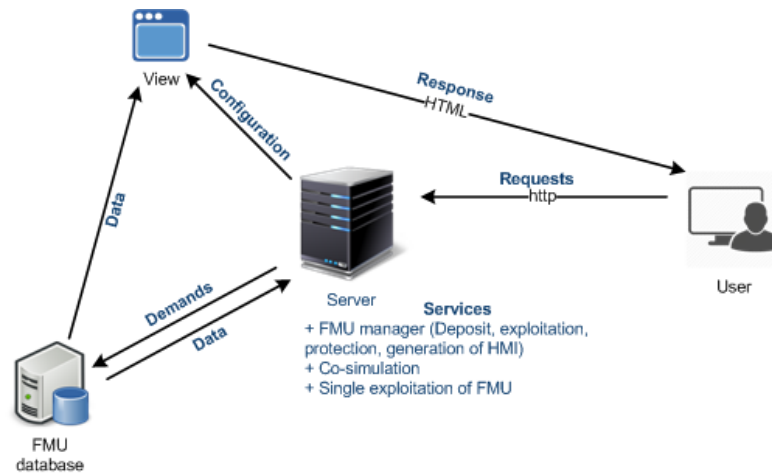 View
Response
HTML
Configuration
Requests
http
Data
User
Server
Demands
Data
Services
+ FMU manager (Deposit, exploitation,
protection, generation of HMI)
+ Co-simulation
+ Single exploitation of FMU
FMU
database